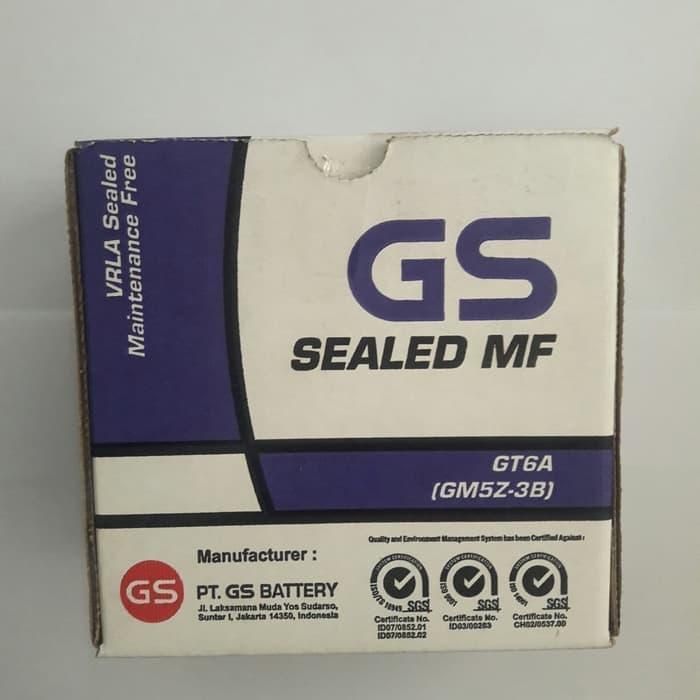 VRLA Sealed
Maintenance Free
GS
SEALED MF
GT6A
(GM5Z-3B)
Quality and Environment Management System has been Certified Against
Manufacturer :
GS
PT. GS BATTERY
Jl. Laksamana Muda Yos Sudarso,
Sunter I, Jakarta 14350, Indonesia
SGS
SGS
SGS
Certificate No.
ID07/0852.01
ID07/0852.02
Certificate No.
ID03/00263
Certificate No.
CH02/0537.00